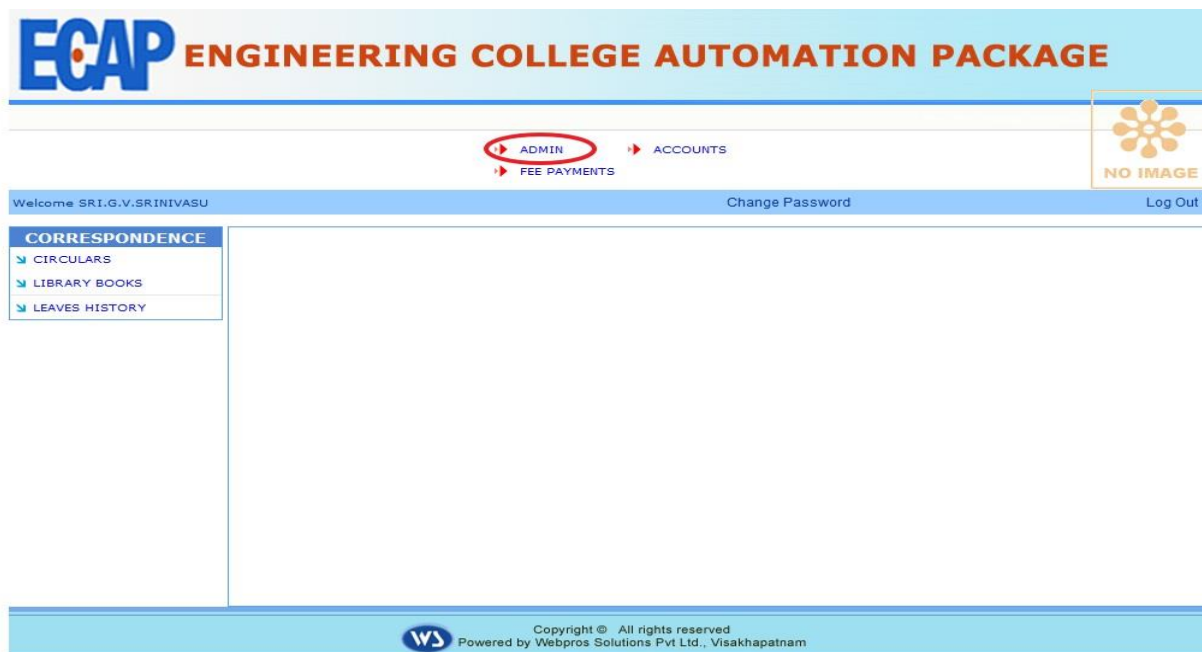 ECAP ENGINEERING COLLEGE AUTOMATION PACKAGE
ADMIN ACCOUNTS
FEE PAYMENTS
NO IMAGE
Welcome SRI.G.V.SRINIVASU Change Password Log Out
CORRESPONDENCE
CIRCULARS
LIBRARY BOOKS
LEAVES HISTORY
WS
Copyright © All rights reserved
Powered by Webpros Solutions Pvt Ltd., Visakhapatnam